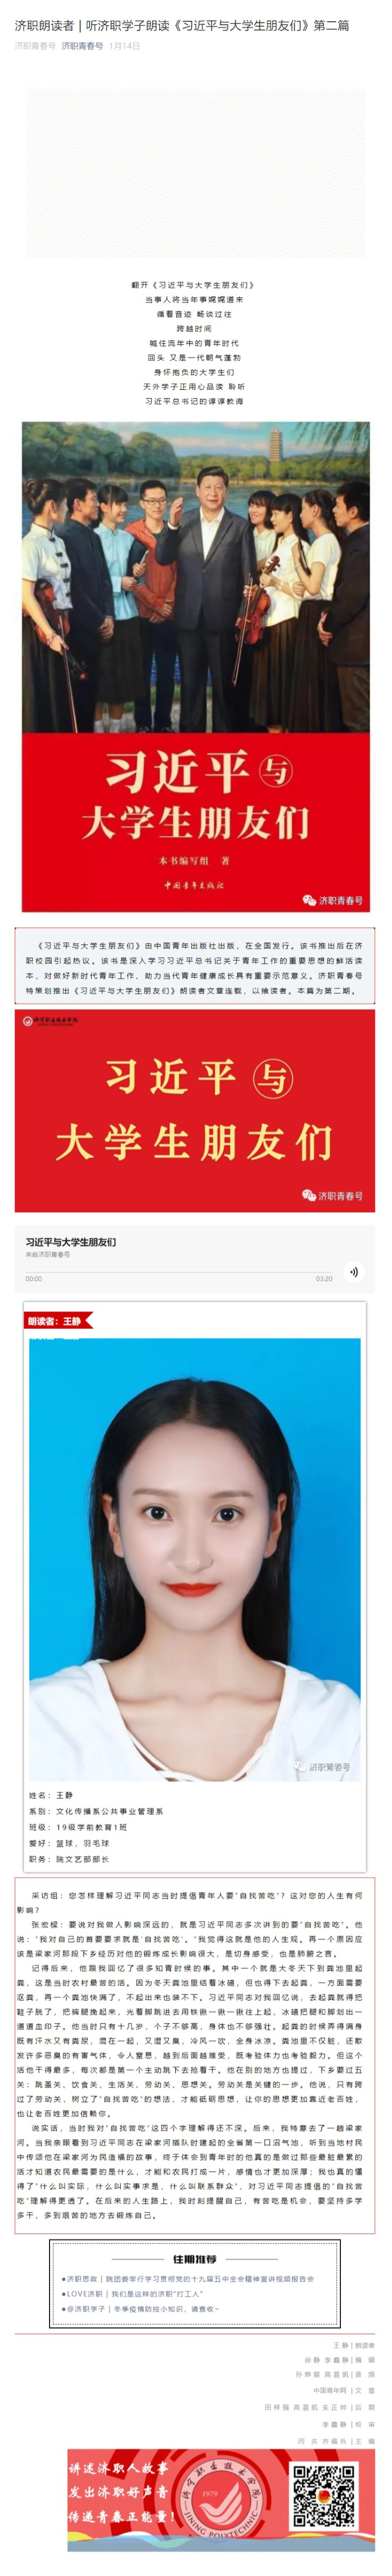 济职朗读者 | 听济职学子朗读《习近平与大学生朋友们》第二篇
济职青春号 济职青春号 1月14日
翻开《习近平与大学生朋友们》
当事人将当年事娓娓道来
循着音迹 畅谈过往
跨越时间
喊住流年中的青年时代
回头 又是一代朝气蓬勃
身怀抱负的大学生们
天外学子正用心品读 聆听
习近平总书记的谆谆教诲
习近平与
大学生朋友们
本书编写组 著
中国青年出版社
济职青春号
《习近平与大学生朋友们》由中国青年出版社出版,在全国发行。该书推出后在济
职校园引起热议。该书是深入学习习近平总书记关于青年工作的重要思想的鲜活读
本,对做好新时代青年工作、助力当代青年健康成长具有重要示范意义。济职青春号
特策划推出《习近平与大学生朋友们》朗读者文章连载,以飨读者。本篇为第二期。
习近平与
大学生朋友们
济职青春号
习近平与大学生朋友们
来自济职青春号
00:00 03:20
朗读者:王静
济职青春号
姓名:王静
系别:文化传播系公共事业管理系
班级:19级学前教育1班
爱好:篮球、羽毛球
职务:院文艺部部长
采访组:您怎样理解习近平同志当时提倡青年人要"自找苦吃"?这对您的人生有何
影响?
张宏樑:要说对我做人影响深远的,就是习近平同志多次讲到的要"自找苦吃"。他
说:"我对自己的首要要求就是'自找苦吃'。"我觉得这就是他的人生观。再一个原因应
该是梁家河那段下乡经历对他的锻炼成长影响很大,是切身感受,也是肺腑之言。
记得后来,他跟我回忆了很多知青时候的事。其中一个就是大冬天下到粪池里起
粪,这是当时农村最苦的活。因为冬天粪池里结着冰碴,但也得下去起粪,一方面需要
沤粪,再一个粪池快满了,不起出来也装不下。习近平同志对我回忆说,去起粪就得把
鞋子脱了,把裤腿挽起来,光着脚跳进去用铁锹一锹一锹往上起,冰碴把腿和脚划出一
道道血印子。他当时只有十几岁,个子不够高,身体也不够强壮。起粪的时候弄得满身
既有汗水又有粪尿,混在一起,又湿又臭,冷风一吹,全身冰凉。粪池里不仅脏,还散
发许多恶臭的有害气体,令人窒息,越到后面越难受,既考验体力也考验毅力。但这个
活他干得最多,每次都是第一个主动跳下去抢着干。他在别的地方也提过,下乡要过五
关:跳蚤关、饮食关、生活关、劳动关、思想关。劳动关是关键的一步。他说,只有跨
过了劳动关,树立了"自找苦吃"的想法,才能砥砺思想,让你的思想更加靠近老百姓,
也让老百姓更加信赖你。
说实话,当时我对"自找苦吃"这四个字理解得还不深。后来,我特意去了一趟梁家
河。当我亲眼看到习近平同志在梁家河插队时建起的全省第一口沼气池,听到当地村民
中传颂他在梁家河为民造福的故事,终于体会到青年时的他真的是做过那些最脏最累的
活才知道农民最需要的是什么,才能和农民打成一片,感情也才更加深厚;我也真的懂
得了"什么叫实际,什么叫实事求是,什么叫联系群众",对习近平同志提倡的"自找苦
吃"理解得更透了。在后来的人生路上,我时刻提醒自己,有苦吃是机会,要坚持多学
多干,多到艰苦的地方去锻炼自己。
往期推荐
●济职思政 | 院团委举行学习贯彻党的十九届五中全会精神宣讲视频报告会
●LOVE济职 | 我们是这样的济职"打工人"
●@济职学子 | 冬季疫情防控小知识,请查收~
王 静 | 朗读者
李鑫静 | 编 辑
| 音 频
中国青年网 | 文 章
田梓强 高晨凯 朱正帅 | 后 期
李鑫静 | 校 审
闫 庆 齐福兵 | 主 编
讲述济职人故事
发出济职好声音
传递青春正能量!
济宁职业技术学院
1979
JINING POLYTECHNIC